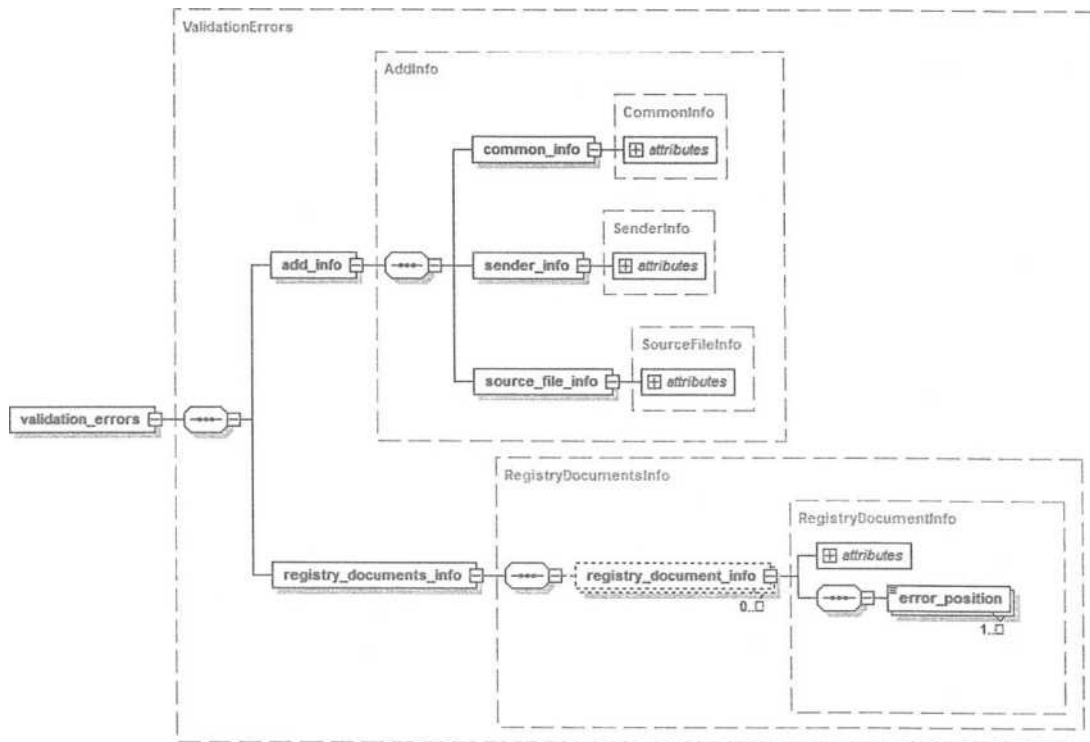 ValidationErrors
AddInfo
CommonInfo
common_info
attributes
SenderInfo
add_info
sender_info
attributes
SourceFileInfo
source_file_info
attributes
validation_errors
RegistryDocumentsInfo
RegistryDocumentInfo
attributes
registry_documents_info
registry_document_info
0..
error_position
1..